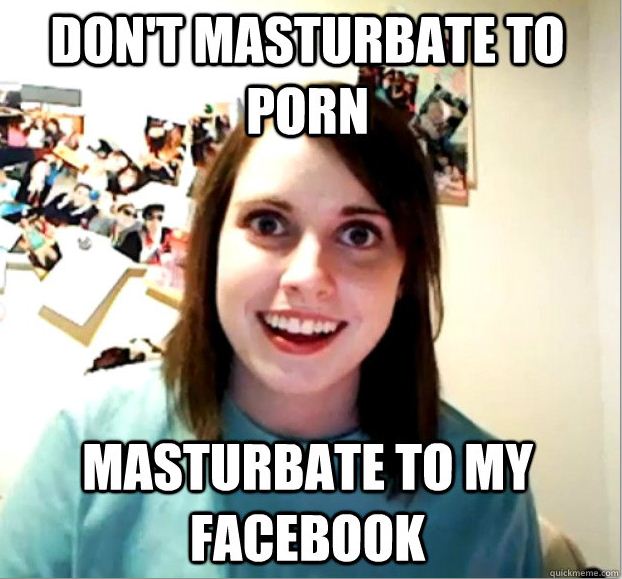 DON'T MASTURBATE TO
PORN
MASTURBATE TO MY
FACEBOOK
quickmeme.com